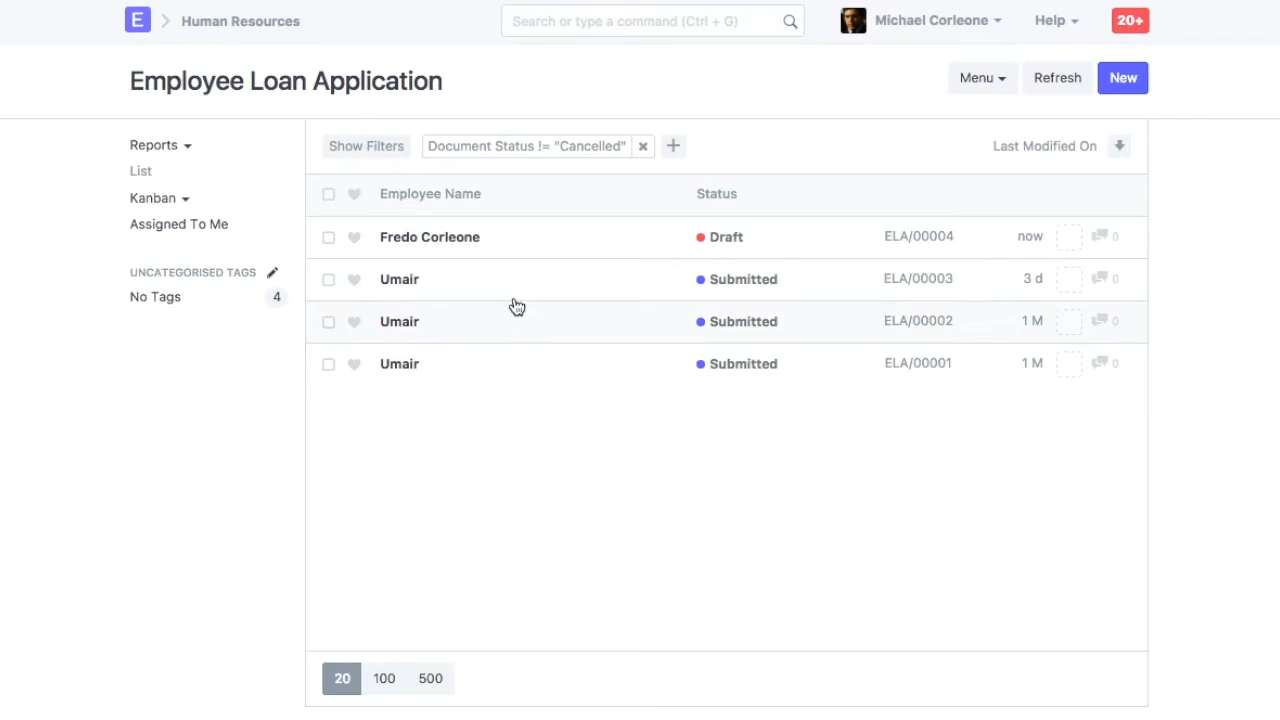 E Human Resources Search or type a command (Ctrl + G) Michael Corleone Help 20+
Employee Loan Application Menu Refresh New
Reports
List
Kanban
Assigned To Me
UNCATEGORISED TAGS
No Tags 4
Show Filters Document Status != "Cancelled" × + Last Modified On
Employee Name Status
Fredo Corleone Draft ELA/00004 now 0
Umair Submitted ELA/00003 3 d 0
Umair Submitted ELA/00002 1 M 0
Umair Submitted ELA/00001 1 M 0
20 100 500